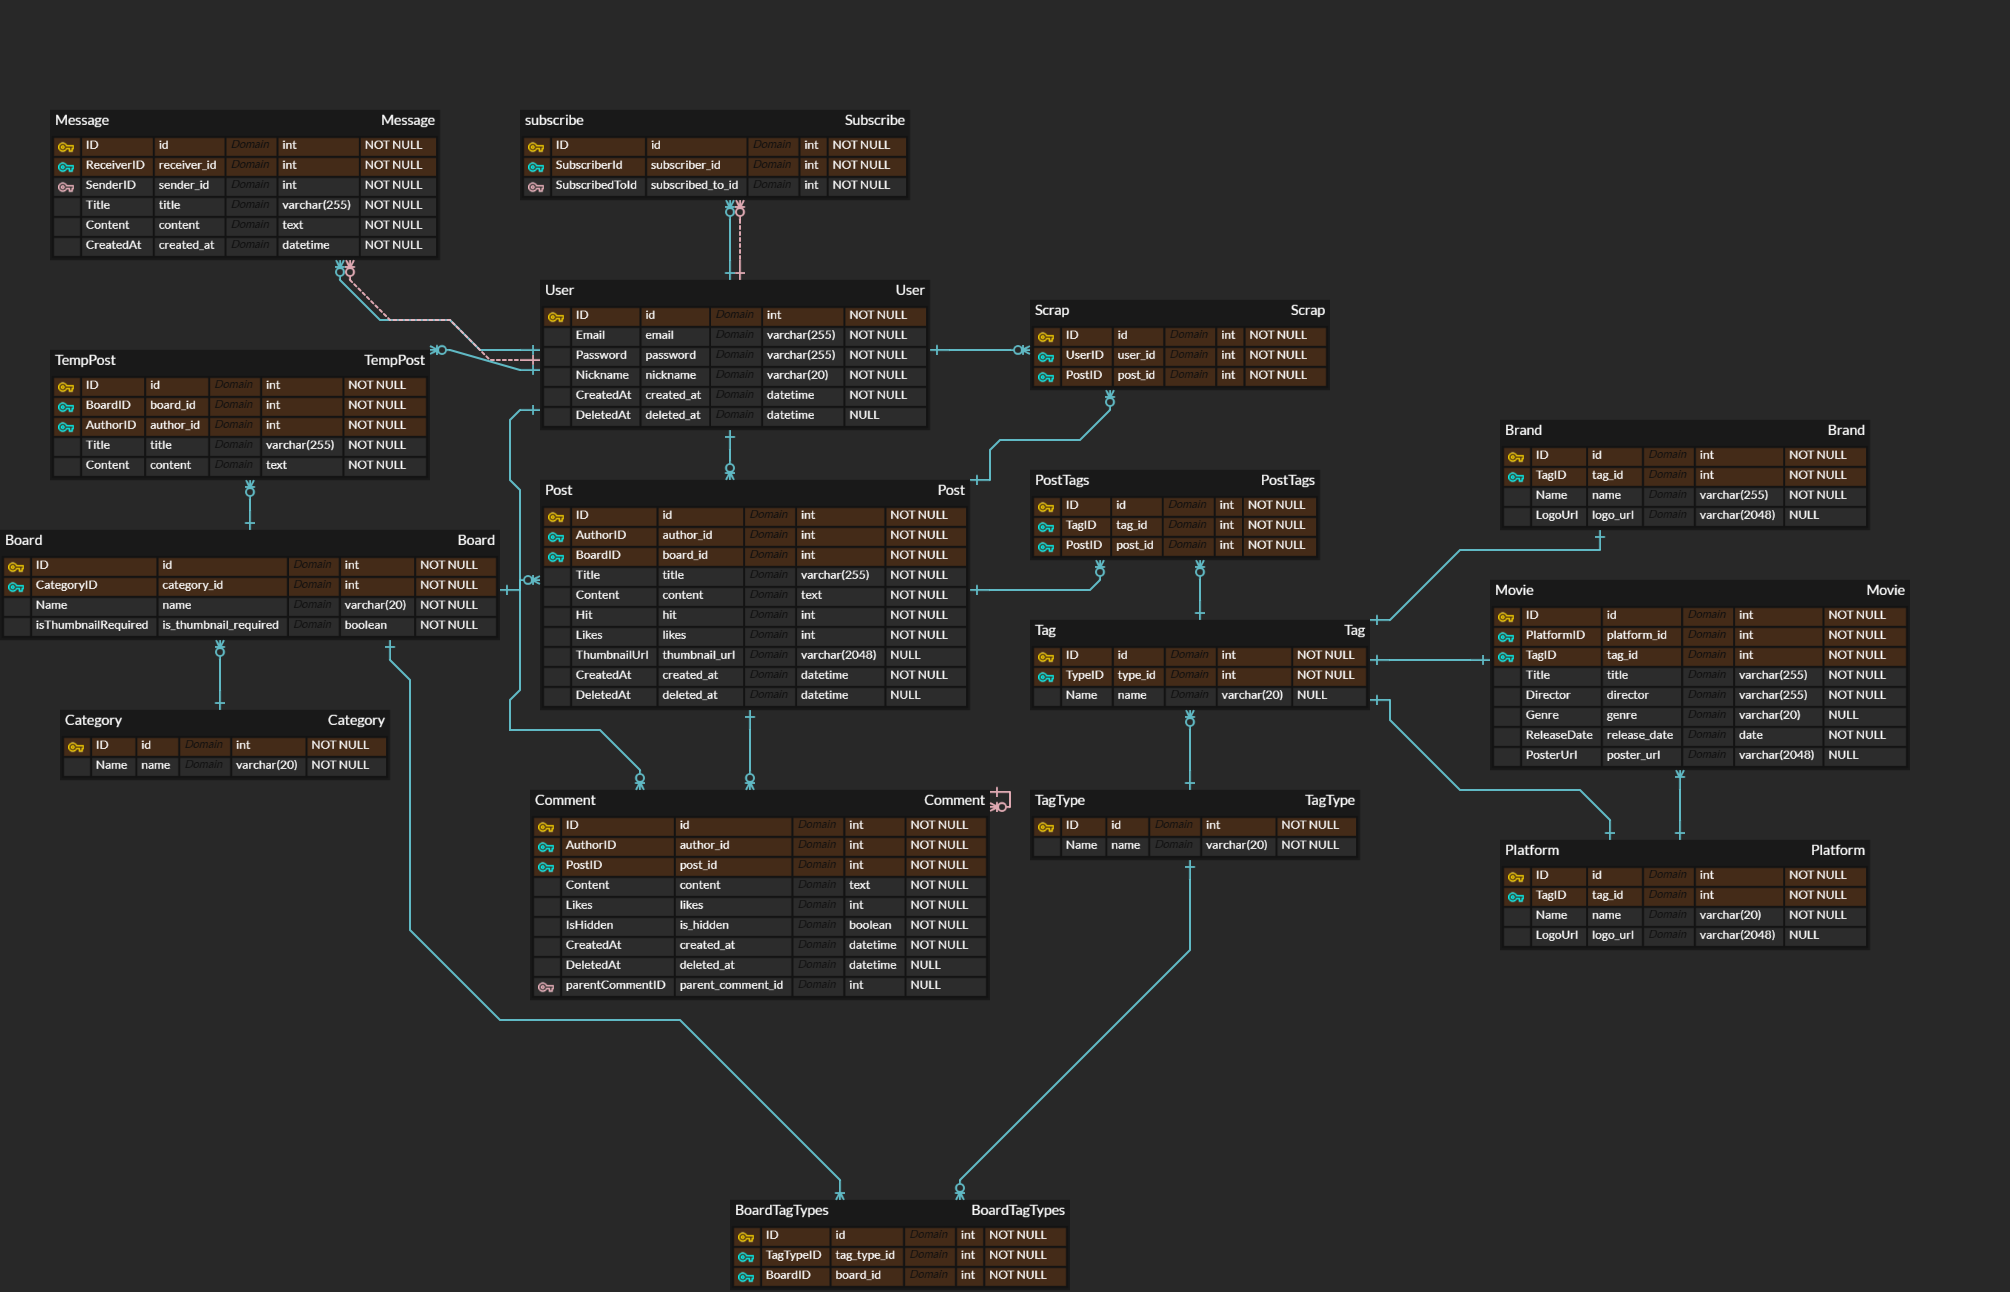 Message Message
ID id Domain int NOT NULL
ReceiverID receiver_id Domain int NOT NULL
SenderID sender_id Domain int NOT NULL
Title title Domain varchar(255) NOT NULL
Content content Domain text NOT NULL
CreatedAt created_at Domain datetime NOT NULL
subscribe Subscribe
ID id Domain int NOT NULL
SubscriberId subscriber_id Domain int NOT NULL
SubscribedToId subscribed_to_id Domain int NOT NULL
User User
ID id Domain int NOT NULL
Email email Domain varchar(255) NOT NULL
Password password Domain varchar(255) NOT NULL
Nickname nickname Domain varchar(20) NOT NULL
CreatedAt created_at Domain datetime NOT NULL
DeletedAt deleted_at Domain datetime NULL
Scrap Scrap
ID id Domain int NOT NULL
UserID user_id Domain int NOT NULL
PostID post_id Domain int NOT NULL
TempPost TempPost
ID id Domain int NOT NULL
BoardID board_id Domain int NOT NULL
AuthorID author_id Domain int NOT NULL
Title title Domain varchar(255) NOT NULL
Content content Domain text NOT NULL
Brand Brand
ID id Domain int NOT NULL
TagID tag_id Domain int NOT NULL
Name name Domain varchar(255) NOT NULL
LogoUrl logo_url Domain varchar(2048) NULL
Post Post
ID id Domain int NOT NULL
AuthorID author_id Domain int NOT NULL
BoardID board_id Domain int NOT NULL
Title title Domain varchar(255) NOT NULL
Content content Domain text NOT NULL
Hit hit Domain int NOT NULL
Likes likes Domain int NOT NULL
ThumbnailUrl thumbnail_url Domain varchar(2048) NULL
CreatedAt created_at Domain datetime NOT NULL
DeletedAt deleted_at Domain datetime NULL
PostTags PostTags
ID id Domain int NOT NULL
TagID tag_id Domain int NOT NULL
PostID post_id Domain int NOT NULL
Board Board
ID id Domain int NOT NULL
CategoryID category_id Domain int NOT NULL
Name name Domain varchar(20) NOT NULL
isThumbnailRequired is_thumbnail_required Domain boolean NOT NULL
Movie Movie
ID id Domain int NOT NULL
PlatformID platform_id Domain int NOT NULL
TagID tag_id Domain int NOT NULL
Title title Domain varchar(255) NOT NULL
Director director Domain varchar(255) NOT NULL
Genre genre Domain varchar(20) NULL
ReleaseDate release_date Domain date NOT NULL
PosterUrl poster_url Domain varchar(2048) NULL
Tag Tag
ID id Domain int NOT NULL
TypeID type_id Domain int NOT NULL
Name name Domain varchar(20) NULL
Category Category
ID id Domain int NOT NULL
Name name Domain varchar(20) NOT NULL
Comment Comment
ID id Domain int NOT NULL
AuthorID author_id Domain int NOT NULL
PostID post_id Domain int NOT NULL
Content content Domain text NOT NULL
Likes likes Domain int NOT NULL
IsHidden is_hidden Domain boolean NOT NULL
CreatedAt created_at Domain datetime NOT NULL
DeletedAt deleted_at Domain datetime NULL
parentCommentID parent_comment_id Domain int NULL
TagType TagType
ID id Domain int NOT NULL
Name name Domain varchar(20) NOT NULL
Platform Platform
ID id Domain int NOT NULL
TagID tag_id Domain int NOT NULL
Name name Domain varchar(20) NOT NULL
LogoUrl logo_url Domain varchar(2048) NULL
BoardTagTypes BoardTagTypes
ID id Domain int NOT NULL
TagTypeID tag_type_id Domain int NOT NULL
BoardID board_id Domain int NOT NULL